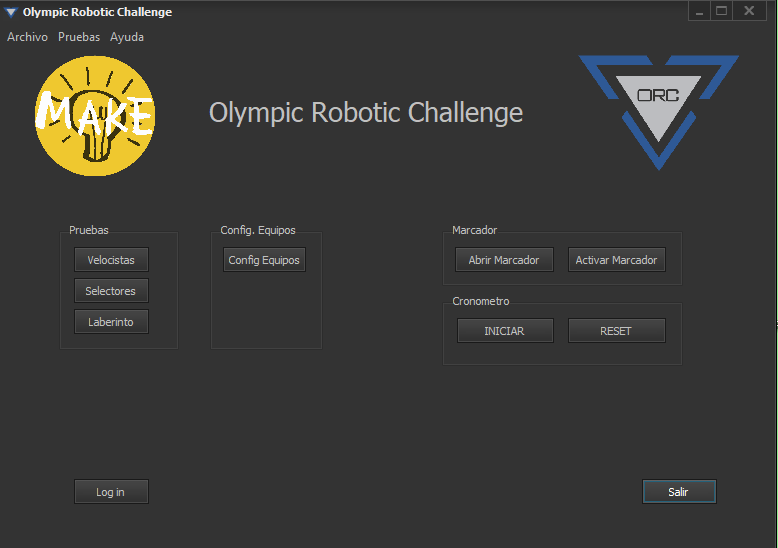 Olympic Robotic Challenge
Archivo Pruebas Ayuda
MAKE
Olympic Robotic Challenge
ORC
Pruebas
Velocistas
Selectores
Laberinto
Config. Equipos
Config Equipos
Marcador
Abrir Marcador Activar Marcador
Cronometro
INICIAR RESET
Log in
Salir